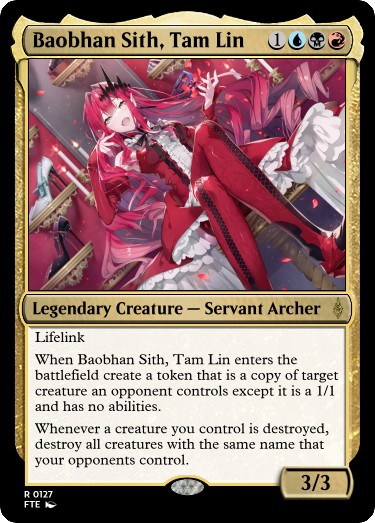 Baobhan Sith, Tam Lin 1
Legendary Creature — Servant Archer
Lifelink
When Baobhan Sith, Tam Lin enters the
battlefield create a token that is a copy of target
creature an opponent controls except it is a 1/1
and has no abilities.
Whenever a creature you control is destroyed,
destroy all creatures with the same name that
your opponents control.
3/3
R 0127
FTE